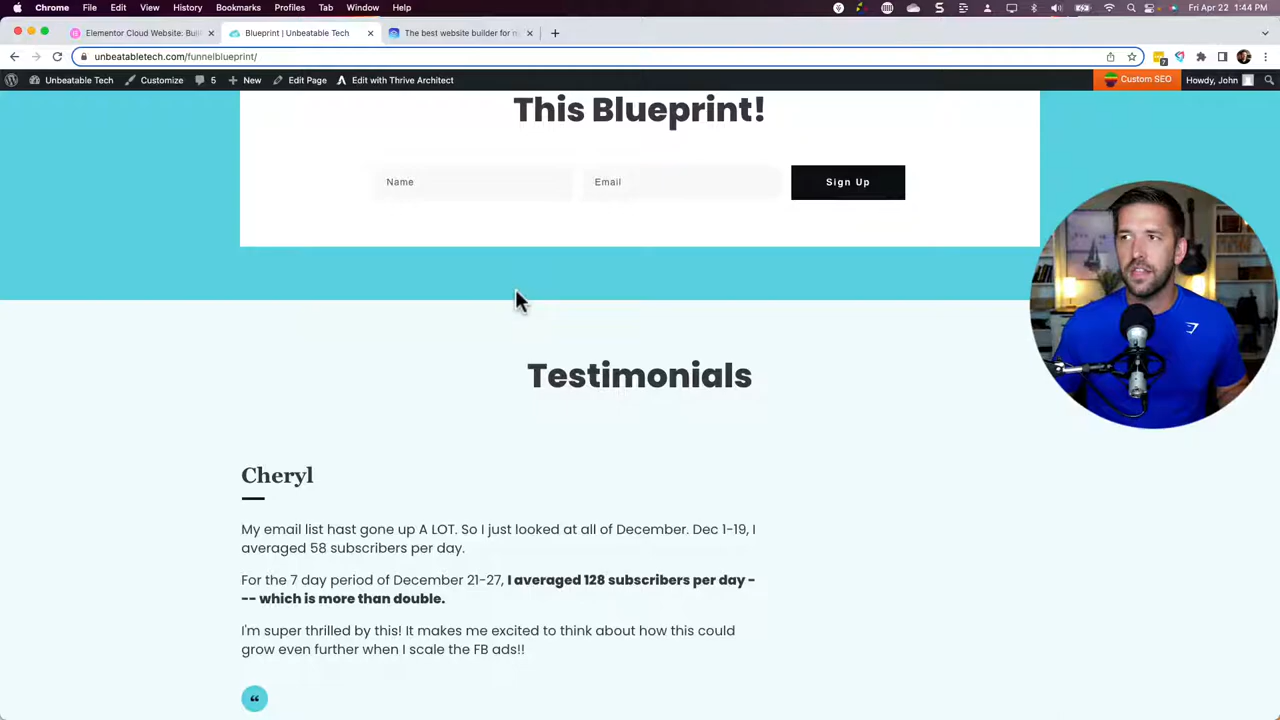 Chrome File Edit View History Bookmarks Profiles Tab Window Help Fri Apr 22 1:44 PM
Elementor Cloud Website: Buil Blueprint | Unbeatable Tech The best website builder for m
unbeatabletech.com/funnelblueprint/
Unbeatable Tech Customize 5 New Edit Page Edit with Thrive Architect Custom SEO Howdy, John
This Blueprint!
Name Email Sign Up
Testimonials
Cheryl
My email list hast gone up A LOT. So I just looked at all of December. Dec 1-19, I
averaged 58 subscribers per day.
For the 7 day period of December 21-27, I averaged 128 subscribers per day -
-- which is more than double.
I'm super thrilled by this! It makes me excited to think about how this could
grow even further when I scale the FB ads!!